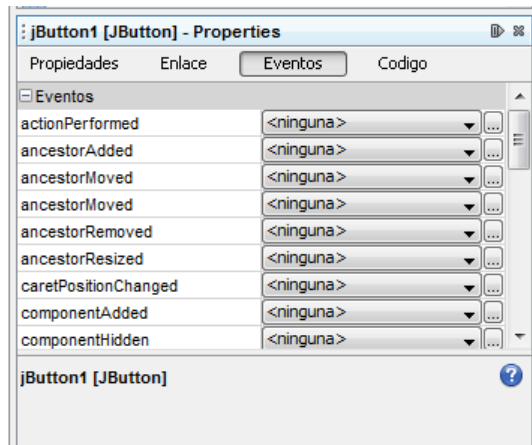 jButton1 [JButton] - Properties
Propiedades Enlace Eventos Codigo
Eventos
actionPerformed <ninguna> ...
ancestorAdded <ninguna> ...
ancestorMoved <ninguna> ...
ancestorMoved <ninguna> ...
ancestorRemoved <ninguna> ...
ancestorResized <ninguna> ...
caretPositionChanged <ninguna> ...
componentAdded <ninguna> ...
componentHidden <ninguna> ...
jButton1 [JButton] ?